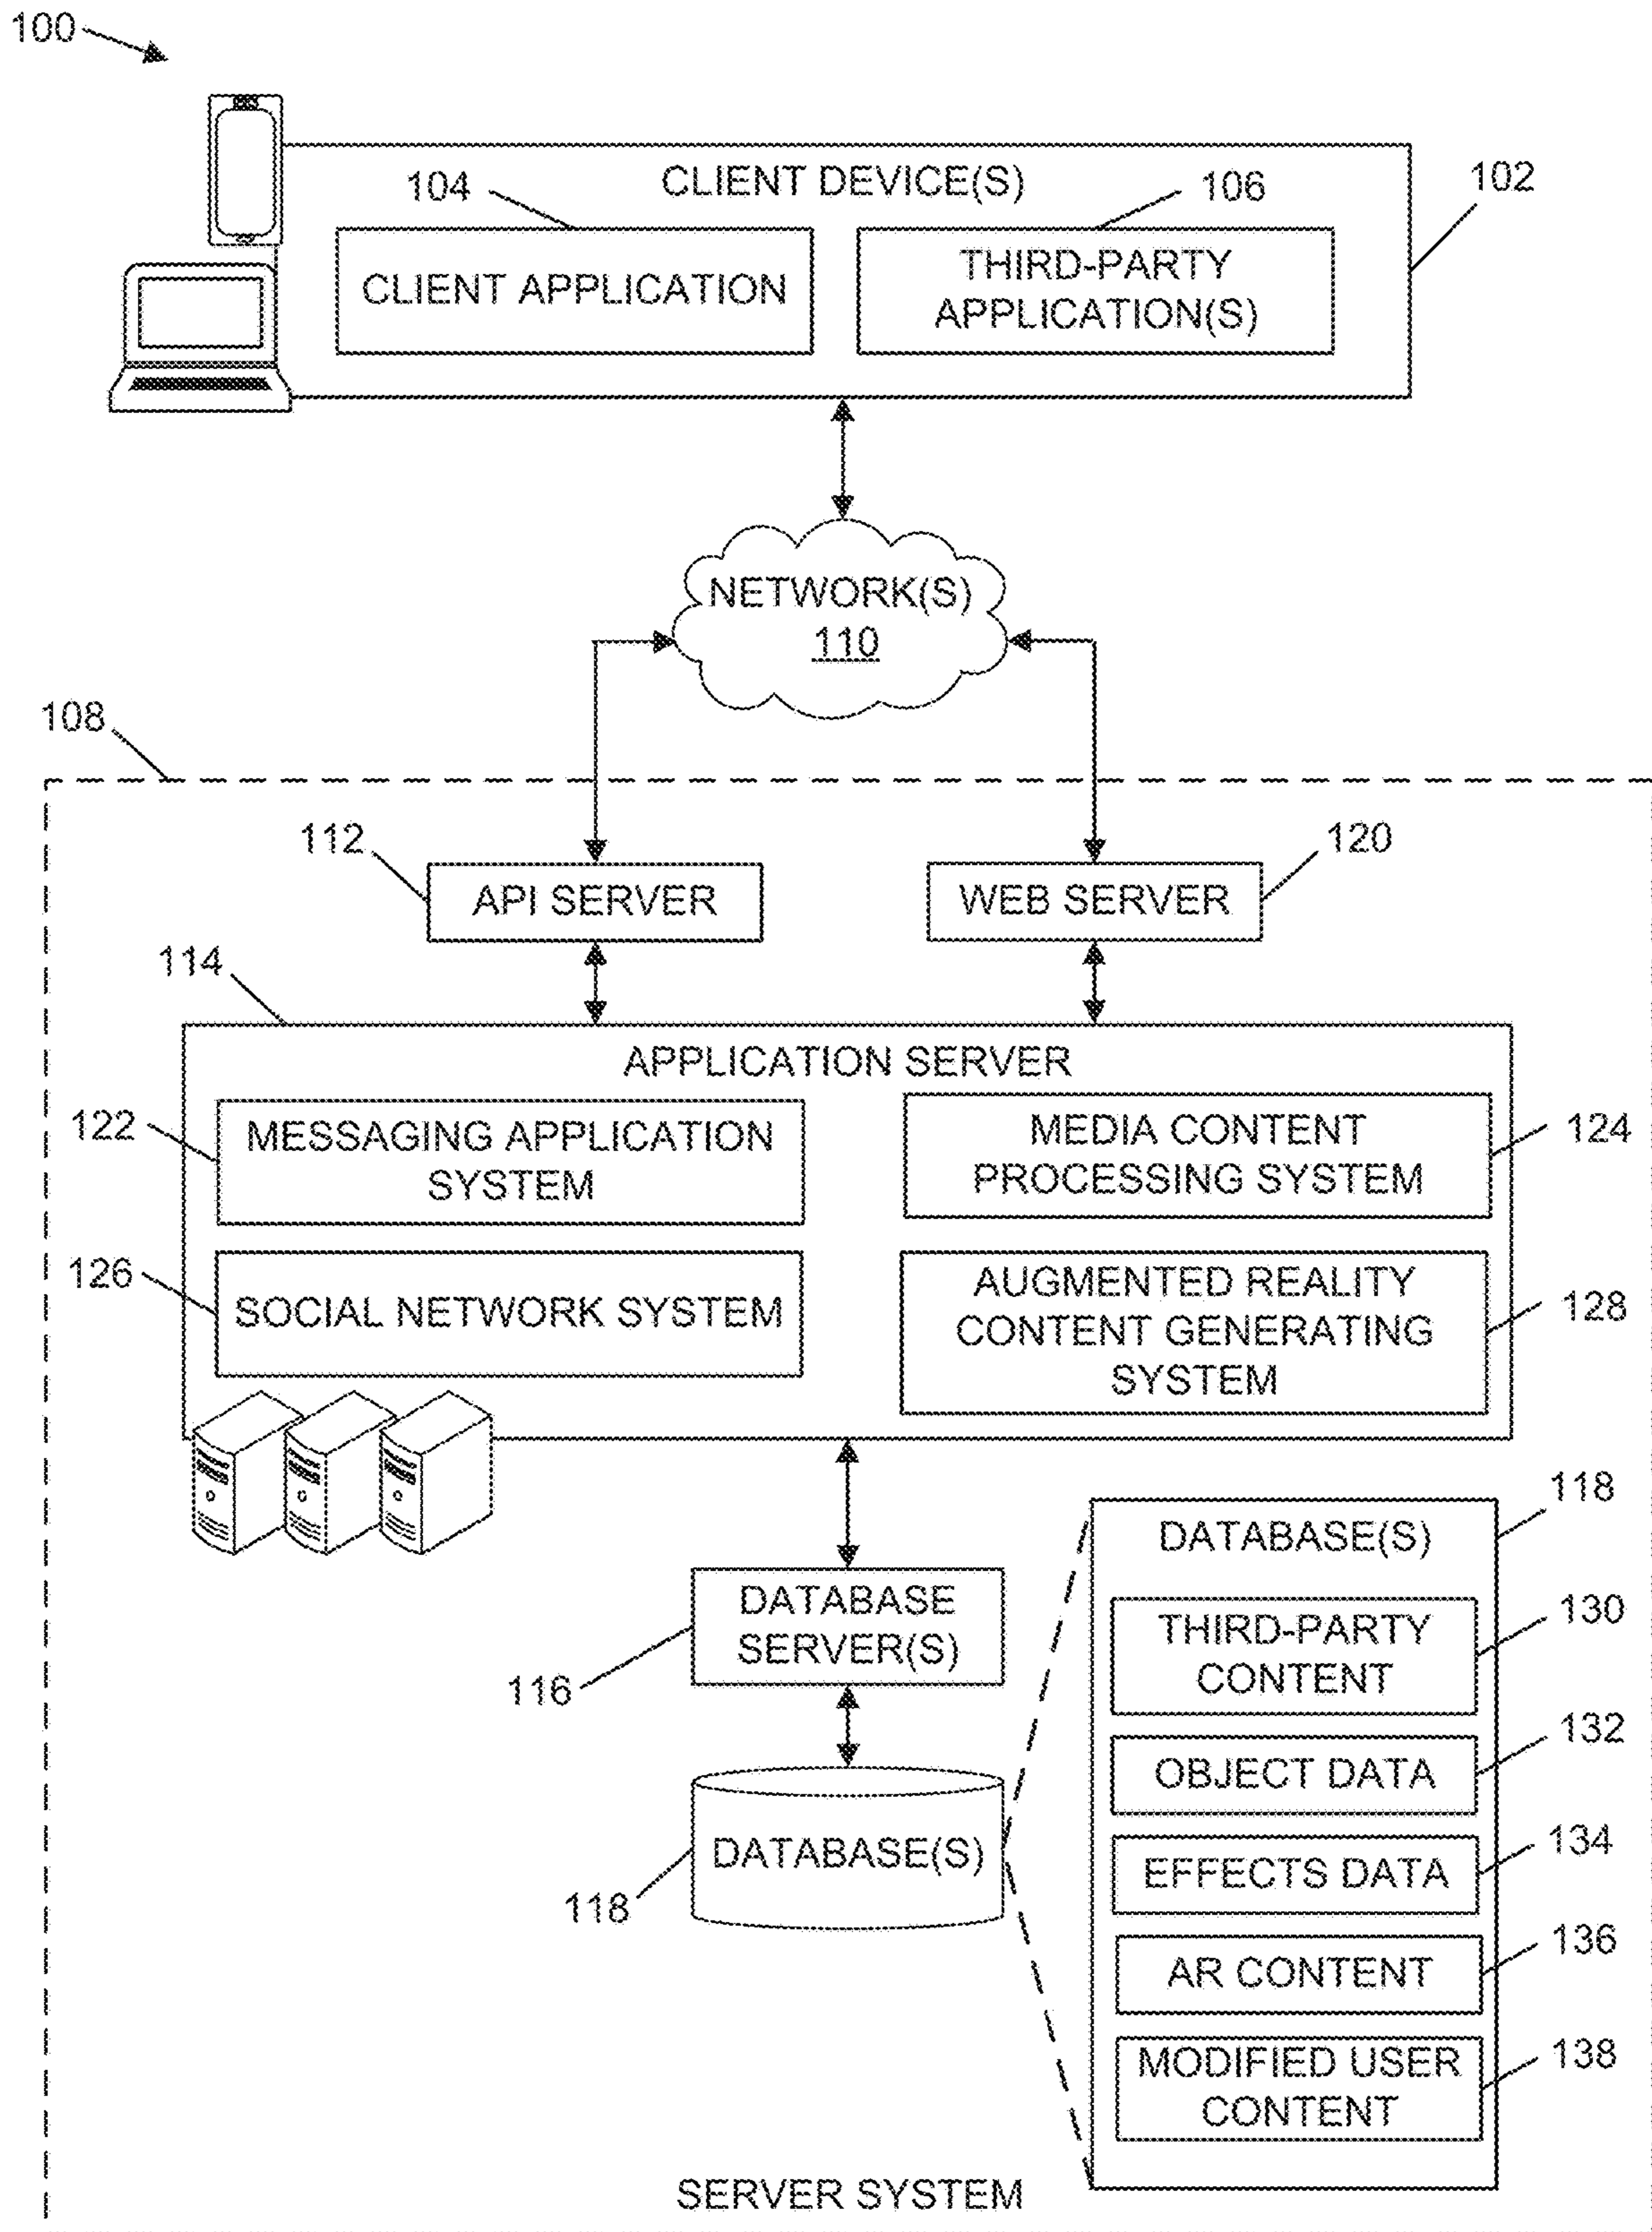 100
CLIENT DEVICE(S)
104
106
102
CLIENT APPLICATION
THIRD-PARTY
APPLICATION(S)
NETWORK(S)
110
108
112
120
API SERVER
WEB SERVER
114
APPLICATION SERVER
122
MESSAGING APPLICATION
SYSTEM
MEDIA CONTENT
PROCESSING SYSTEM
124
126
SOCIAL NETWORK SYSTEM
AUGMENTED REALITY
CONTENT GENERATING
SYSTEM
128
118
DATABASE(S)
DATABASE
SERVER(S)
116
THIRD-PARTY
CONTENT
130
OBJECT DATA
132
DATABASE(S)
118
EFFECTS DATA
134
AR CONTENT
136
MODIFIED USER
CONTENT
138
SERVER SYSTEM